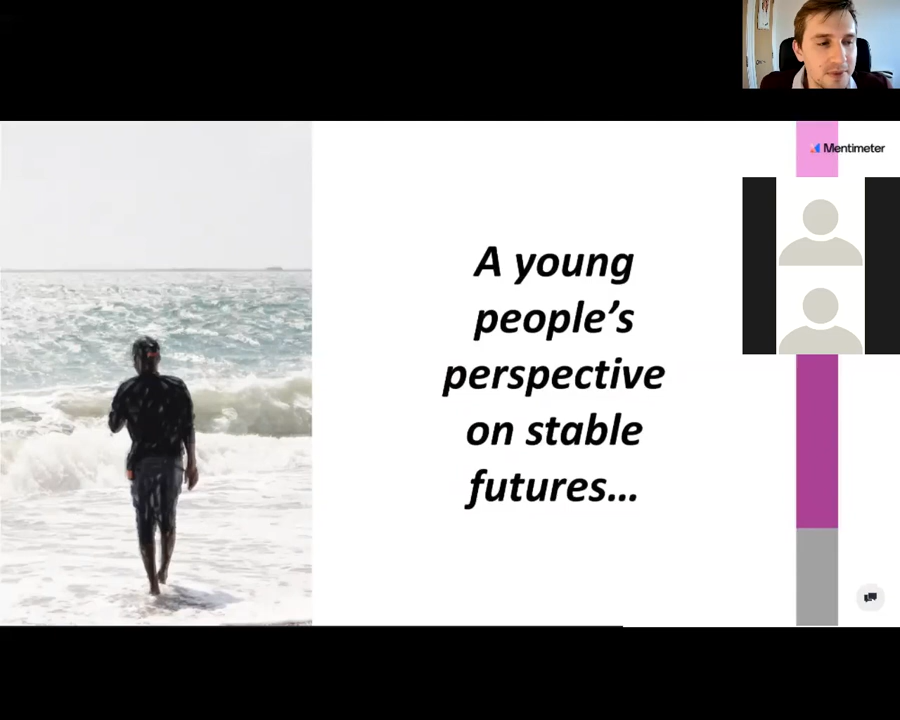 Mentimeter
A young
people’s
perspective
on stable
futures...